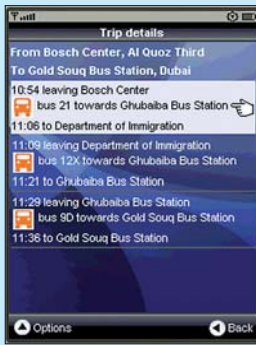 Trip details
From Bosch Center, Al Quoz Third
To Gold Souq Bus Station, Dubai
10:54 leaving Bosch Center
bus 21 towards Ghubaiba Bus Station
11:06 to Department of Immigration
11:09 leaving Department of Immigration
bus 12X towards Ghubaiba Bus Station
11:21 to Ghubaiba Bus Station
11:29 leaving Ghubaiba Bus Station
bus 9D towards Gold Souq Bus Station
11:36 to Gold Souq Bus Station
Options Back